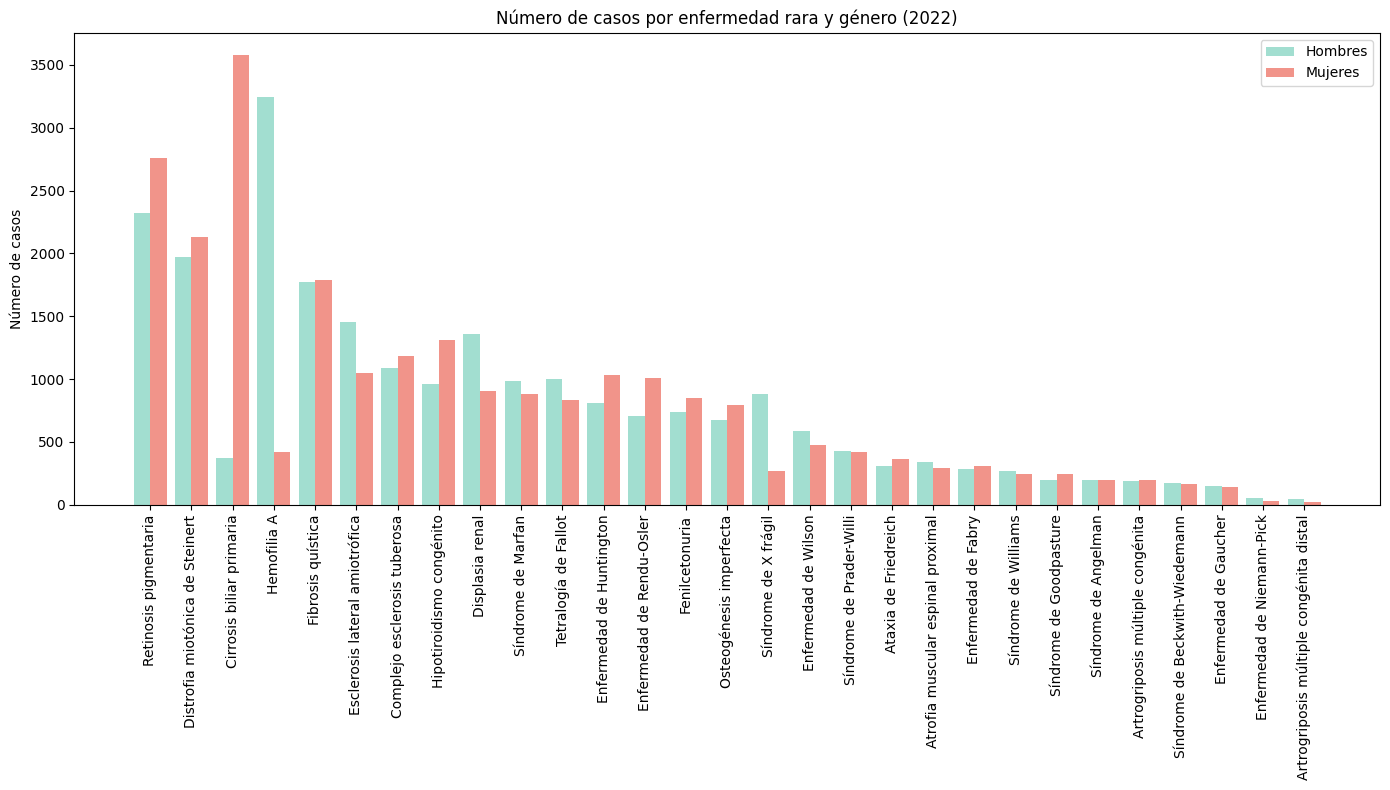 Número de casos por enfermedad rara y género (2022)
Hombres
Mujeres
Número de casos
3500
3000
2500
2000
1500
1000
500
0
Retinosis pigmentaria
Distrofia miotónica de Steinert
Cirrosis biliar primaria
Hemofilia A
Fibrosis quística
Esclerosis lateral amiotrófica
Complejo esclerosis tuberosa
Hipotiroidismo congénito
Displasia renal
Síndrome de Marfan
Tetralogía de Fallot
Enfermedad de Huntington
Enfermedad de Rendu-Osler
Fenilcetonuria
Osteogénesis imperfecta
Síndrome de X frágil
Enfermedad de Wilson
Síndrome de Prader-Willi
Ataxia de Friedreich
Atrofia muscular espinal proximal
Enfermedad de Fabry
Síndrome de Williams
Síndrome de Goodpasture
Síndrome de Angelman
Artrogriposis múltiple congénita
Síndrome de Beckwith-Wiedemann
Enfermedad de Gaucher
Enfermedad de Niemann-Pick
Artrogriposis múltiple congénita distal